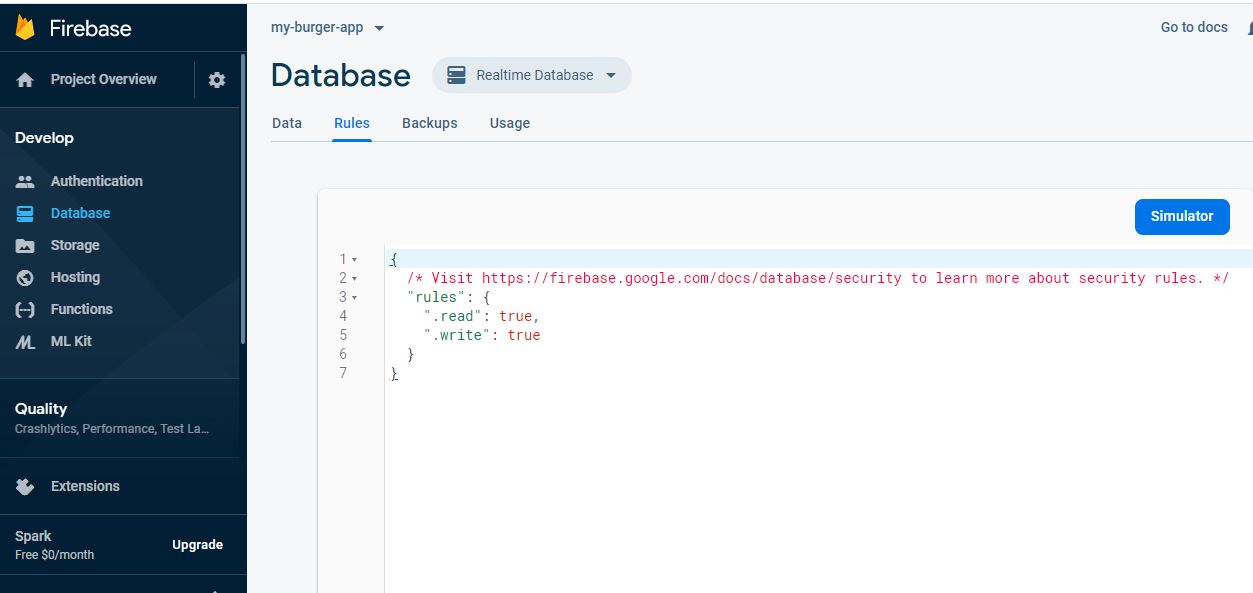 Firebase
Project Overview
Develop
Authentication
Database
Storage
Hosting
Functions
ML Kit
Quality
Crashlytics, Performance, Test La...
Extensions
Spark
Free $0/month
Upgrade
my-burger-app
Go to docs
Database
Realtime Database
Data Rules Backups Usage
Simulator
1 {
2 /* Visit https://firebase.google.com/docs/database/security to learn more about security rules. */
3 "rules": {
4 ".read": true,
5 ".write": true
6 }
7 }